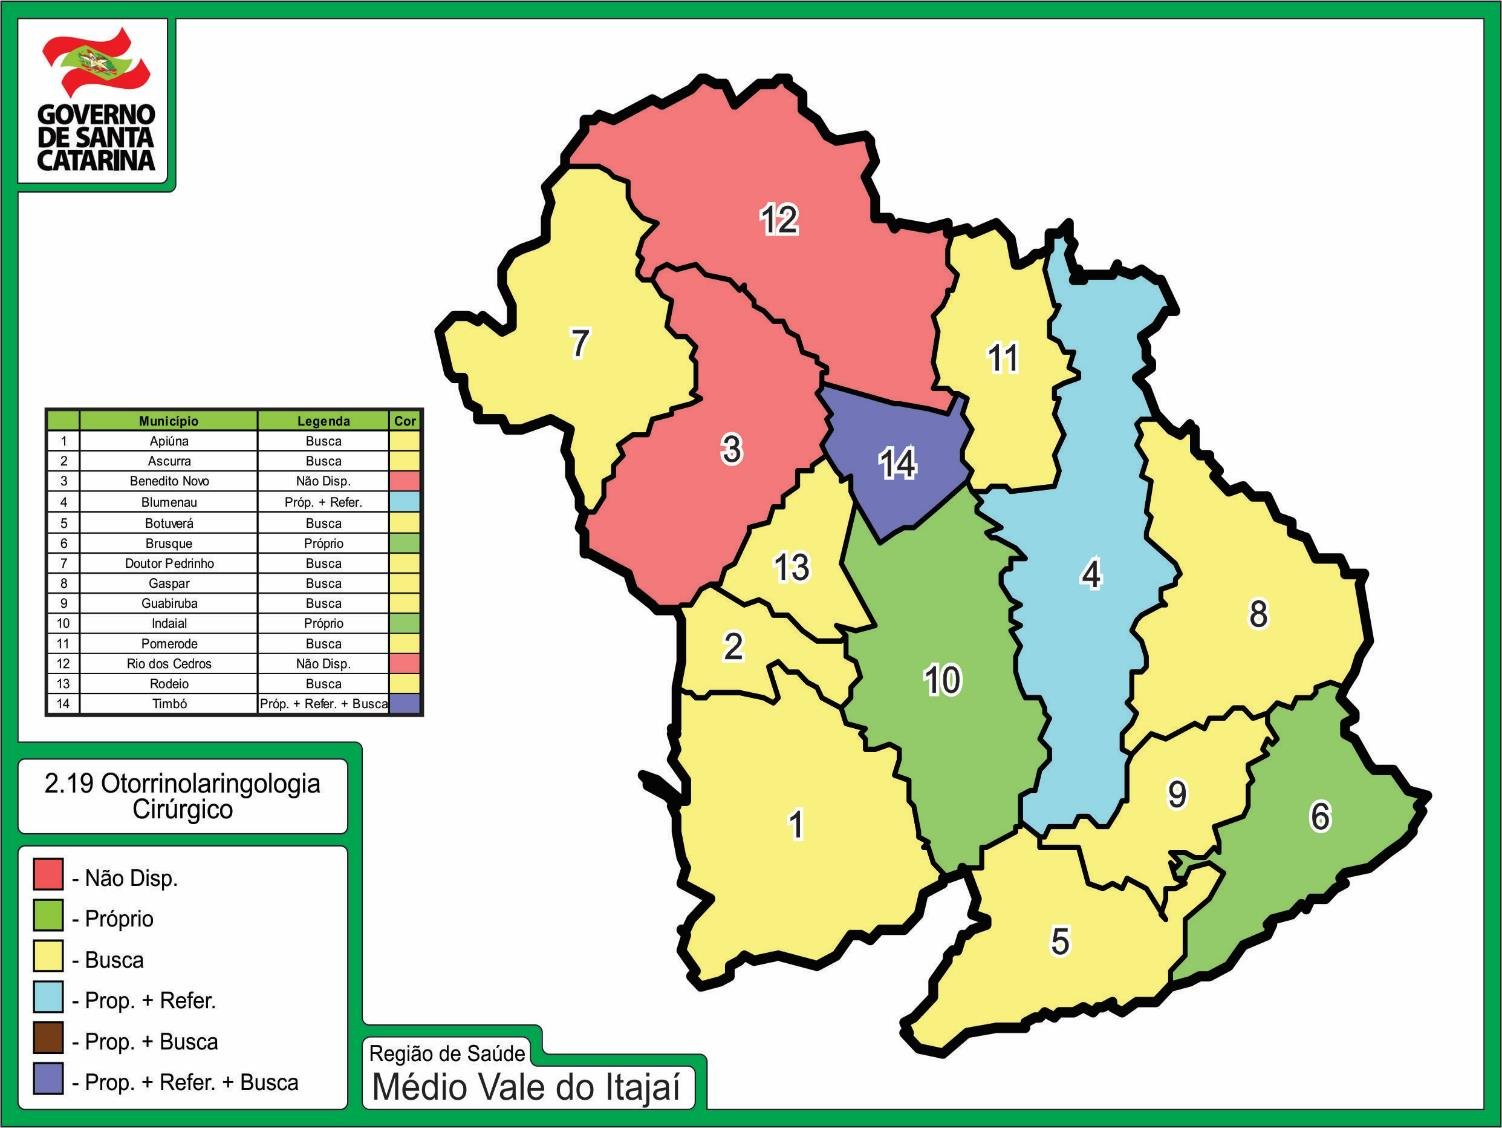 GOVERNO
DE SANTA
CATARINA
12
7
11
3
14
13
4
8
2
10
1
9
6
5
Município Legenda Cor
1 Apiúna Busca
2 Ascurra Busca
3 Benedito Novo Não Disp.
4 Blumenau Próp. + Refer.
5 Botuverá Busca
6 Brusque Próprio
7 Doutor Pedrinho Busca
8 Gaspar Busca
9 Guabiruba Busca
10 Indaial Próprio
11 Pomerode Busca
12 Rio dos Cedros Não Disp.
13 Rodeio Busca
14 Timbó Próp. + Refer. + Busca
2.19 Otorrinolaringologia
Cirúrgico
- Não Disp.
- Próprio
- Busca
- Prop. + Refer.
- Prop. + Busca
- Prop. + Refer. + Busca
Região de Saúde
Médio Vale do Itajaí